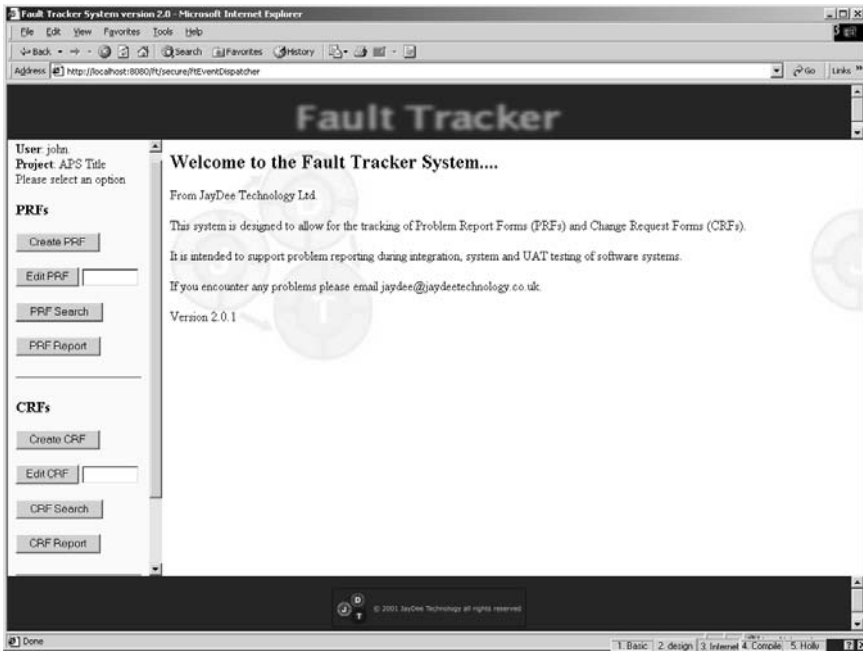 Fault Tracker System version 2.0 - Microsoft Internet Explorer
File Edit View Favorites Tools Help
Back Search Favorites History
Address http://localhost:8080/ft/secure/ftEventDispatcher Go Links »
Fault Tracker
User: john.
Project: APS Title
Please select an option
PRFs
Create PRF
Edit PRF
PRF Search
PRF Report
CRFs
Create CRF
Edit CRF
CRF Search
CRF Report
Welcome to the Fault Tracker System....
From JayDee Technology Ltd.
This system is designed to allow for the tracking of Problem Report Forms (PRFs) and Change Request Forms (CRFs).
It is intended to support problem reporting during integration, system and UAT testing of software systems.
If you encounter any problems please email jaydee@jaydeetechnology.co.uk.
Version 2.0.1
J D T © 2001 JayDee Technology all rights reserved
Done
1. Basic 2. design 3. Internet 4. Compile 5. Holly